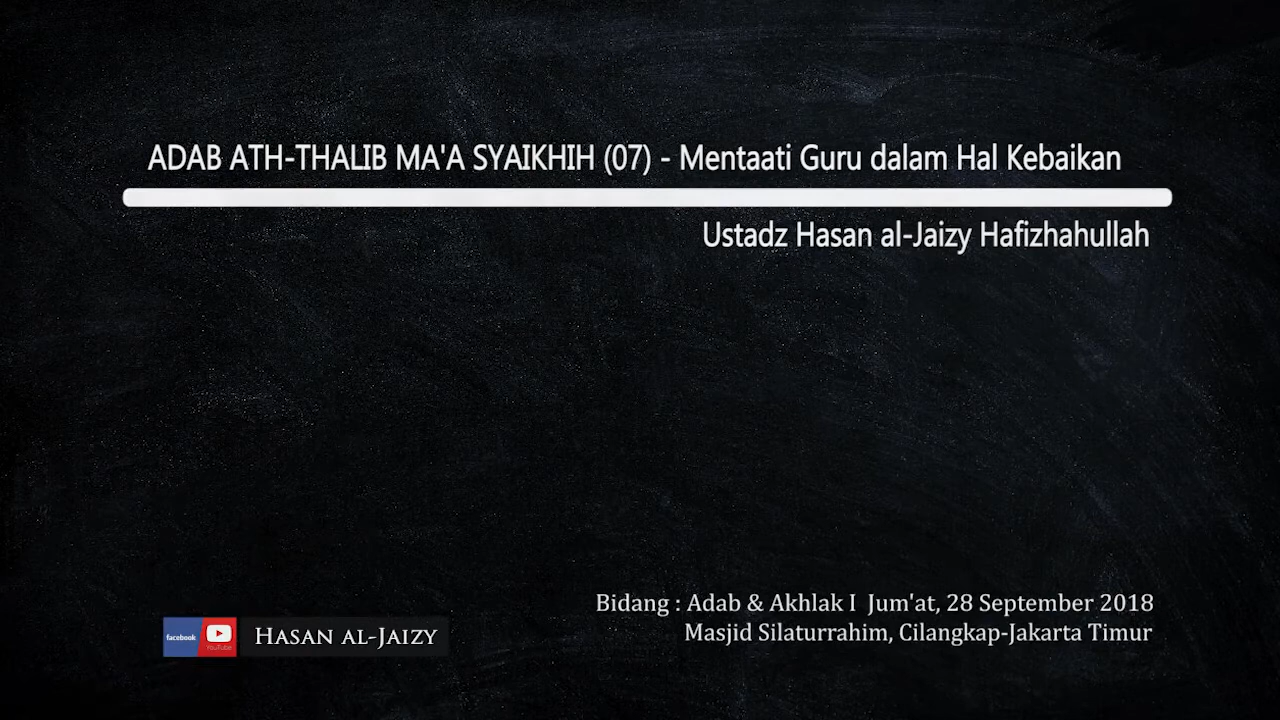 ADAB ATH-THALIB MA'A SYAIKHIH (07) - Mentaati Guru dalam Hal Kebaikan
Ustadz Hasan al-Jaizy Hafizhahullah
Bidang : Adab & Akhlak I Jum'at, 28 September 2018
Masjid Silaturrahim, Cilangkap-Jakarta Timur
facebook
YouTube
HASAN AL-JAIZY